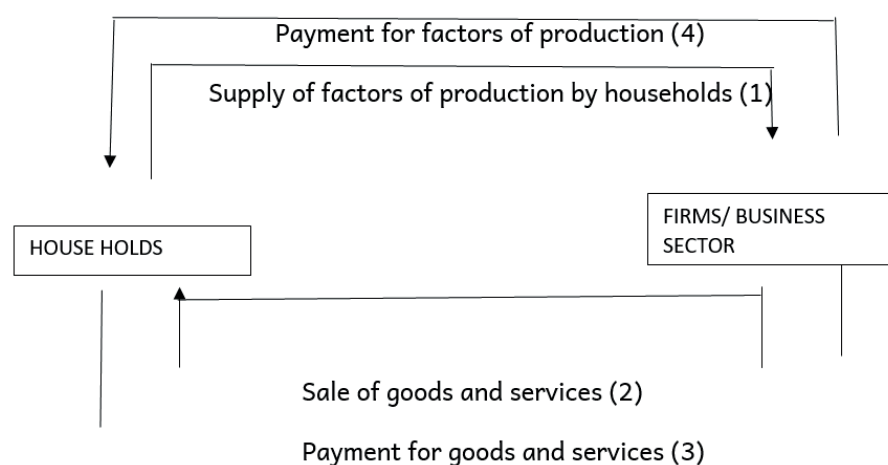 Payment for factors of production (4)
Supply of factors of production by households (1)
HOUSE HOLDS
FIRMS/ BUSINESS
SECTOR
Sale of goods and services (2)
Payment for goods and services (3)